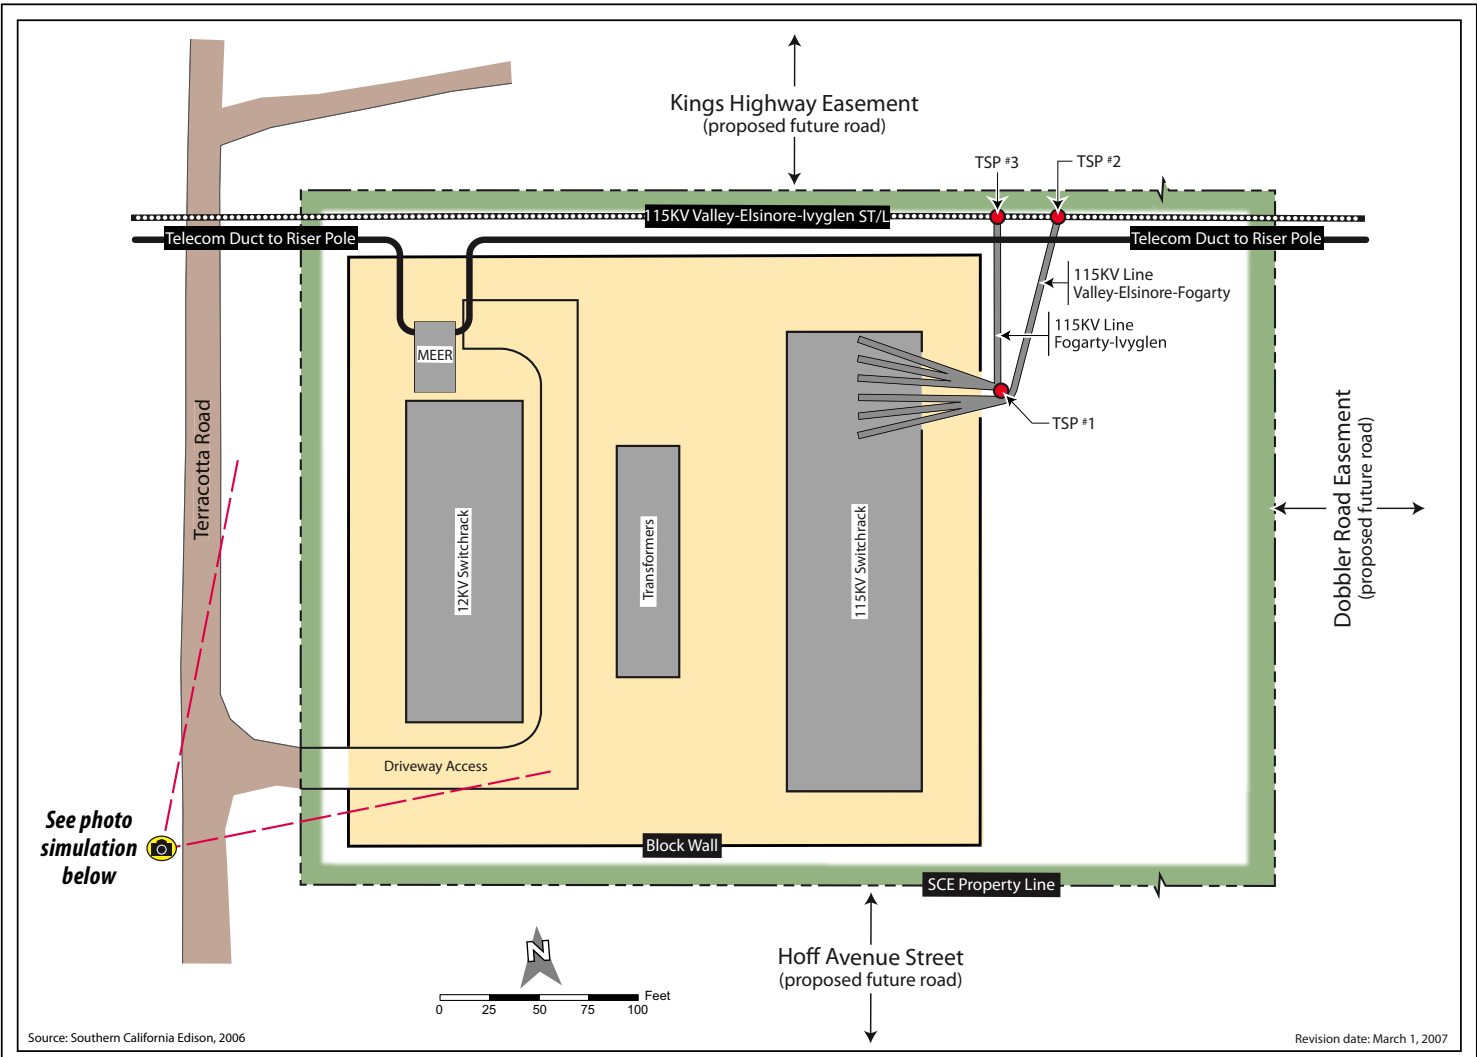 Kings Highway Easement
(proposed future road)
TSP #3
TSP #2
115KV Valley-Elsinore-Ivyglen ST/L
Telecom Duct to Riser Pole
Telecom Duct to Riser Pole
115KV Line
Valley-Elsinore-Fogarty
115KV Line
Fogarty-Ivyglen
MEER
TSP #1
Terracotta Road
12KV Switchrack
Transformers
115KV Switchrack
Dobbler Road Easement
(proposed future road)
Driveway Access
See photo
simulation
below
Block Wall
SCE Property Line
N
Hoff Avenue Street
(proposed future road)
Feet
0 25 50 75 100
Source: Southern California Edison, 2006
Revision date: March 1, 2007